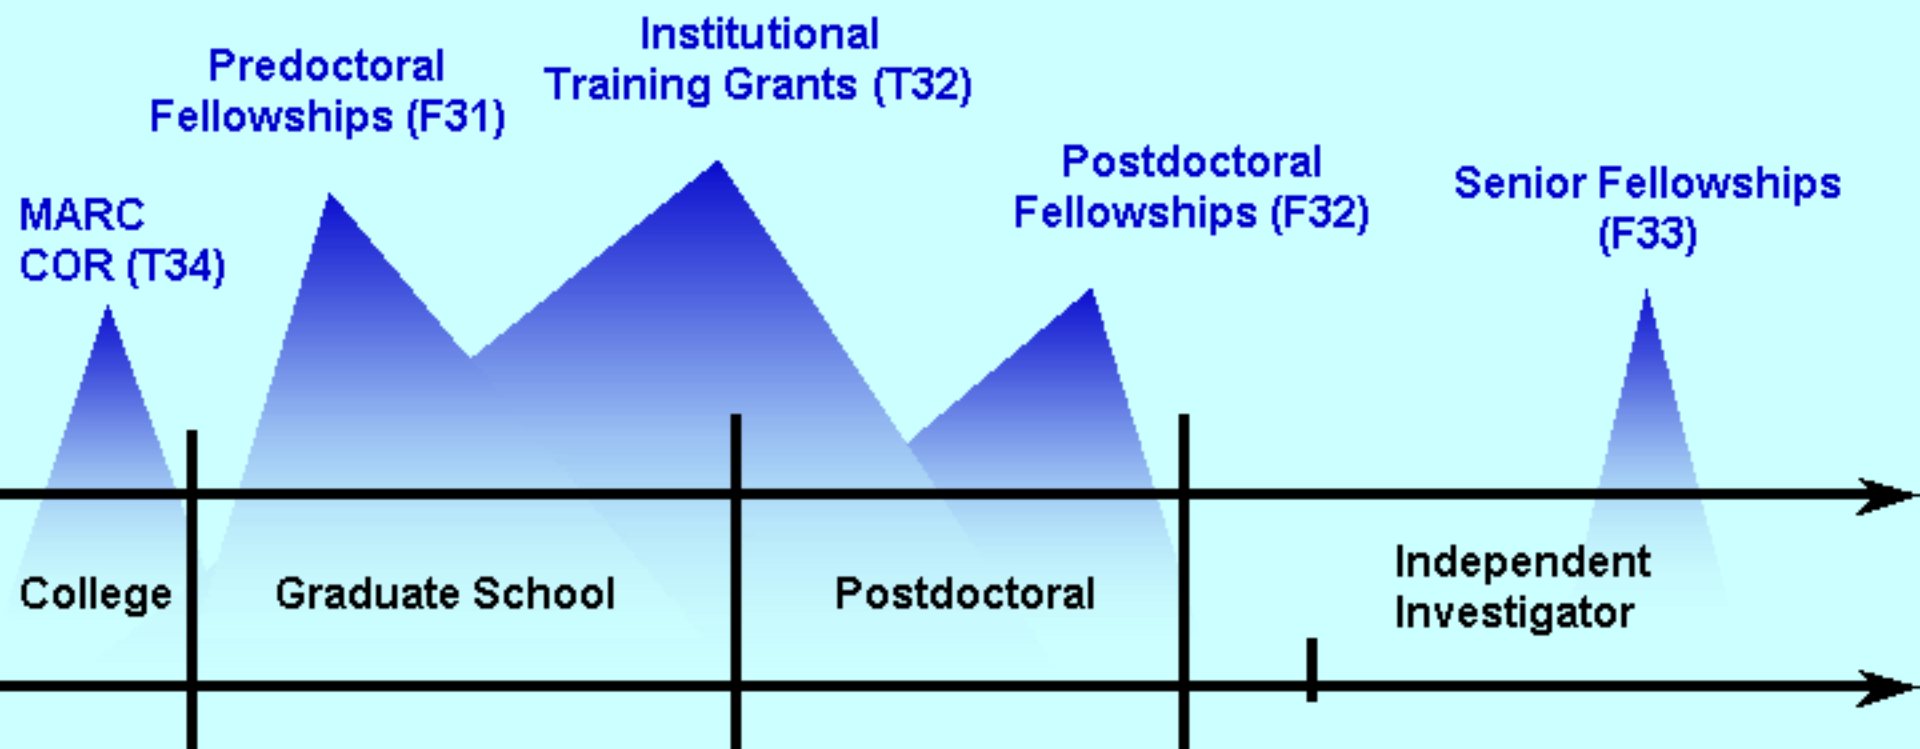 Institutional
Training Grants (T32)
Predoctoral
Fellowships (F31)
Postdoctoral
Fellowships (F32)
Senior Fellowships
(F33)
MARC
COR (T34)
College
Graduate School
Postdoctoral
Independent
Investigator